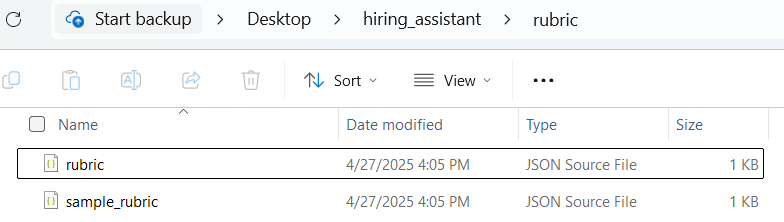 Start backup > Desktop > hiring_assistant > rubric
Sort View ...
Name Date modified Type Size
rubric 4/27/2025 4:05 PM JSON Source File 1 KB
sample_rubric 4/27/2025 4:05 PM JSON Source File 1 KB